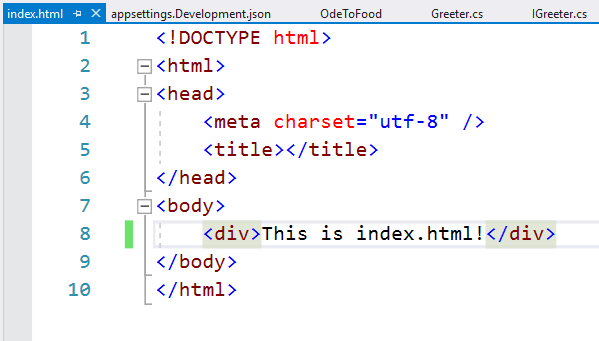 index.html appsettings.Development.json OdeToFood Greeter.cs IGreeter.cs
1 <!DOCTYPE html>
2 <html>
3 <head>
4 <meta charset="utf-8" />
5 <title></title>
6 </head>
7 <body>
8 <div>This is index.html!</div>
9 </body>
10 </html>